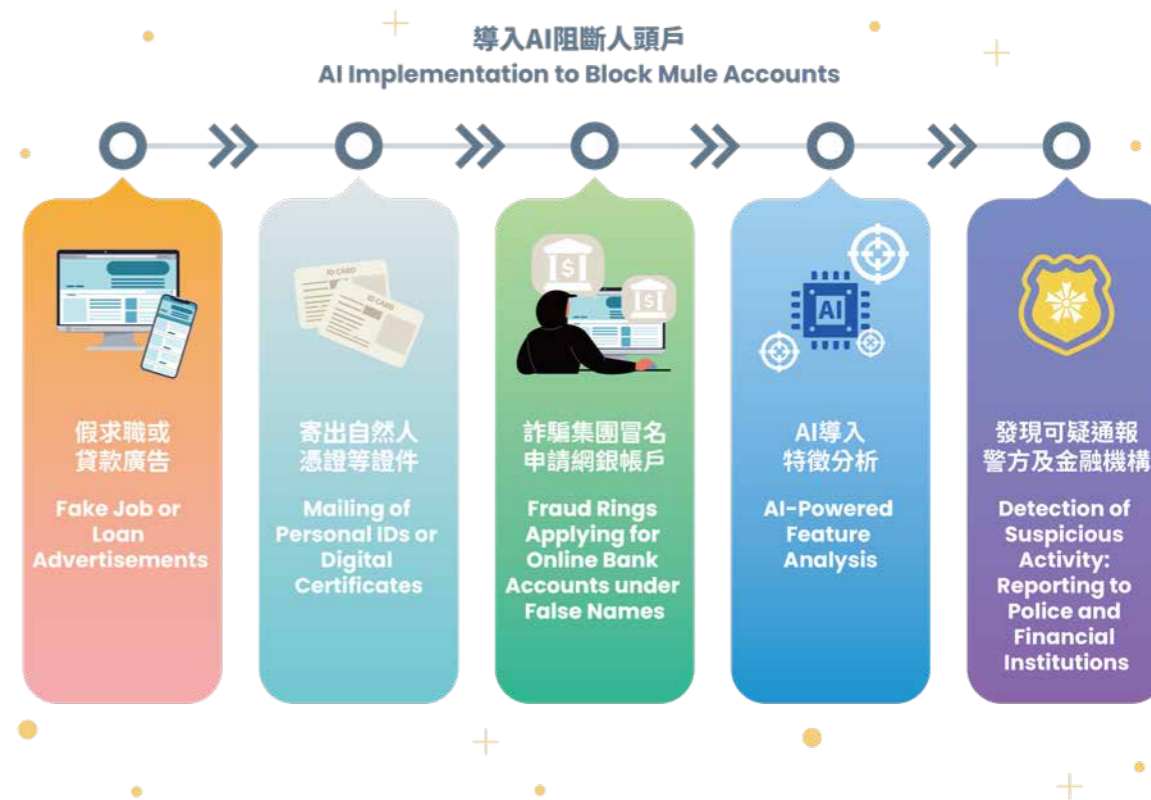 導入AI阻斷人頭戶
AI Implementation to Block Mule Accounts
假求職或
貸款廣告
Fake Job or
Loan
Advertisements
ID CARD
ID CARD
寄出自然人
憑證等證件
Mailing of
Personal IDs or
Digital
Certificates
$
$
詐騙集團冒名
申請網銀帳戶
Fraud Rings
Applying for
Online Bank
Accounts under
False Names
AI
AI導入
特徵分析
AI-Powered
Feature
Analysis
發現可疑通報
警方及金融機構
Detection of
Suspicious
Activity:
Reporting to
Police and
Financial
Institutions